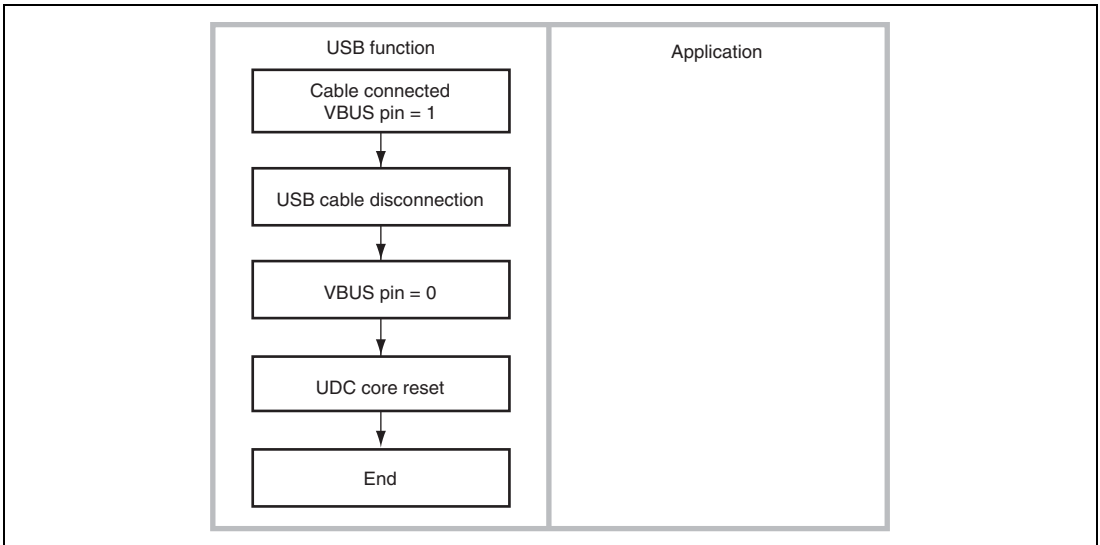 USB function
Application
Cable connected
VBUS pin = 1
USB cable disconnection
VBUS pin = 0
UDC core reset
End